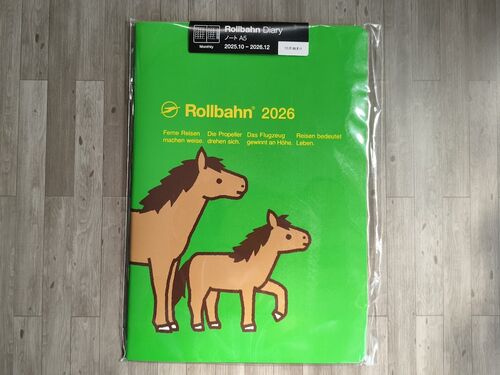 Rollbahn Diary
ノート A5
Monthly
2025.10 – 2026.12
Rollbahn® 2026
Ferne Reisen
machen weise.
Die Propeller
drehen sich.
Das Flugzeug
gewinnt an Höhe.
Reisen bedeutet
Leben.